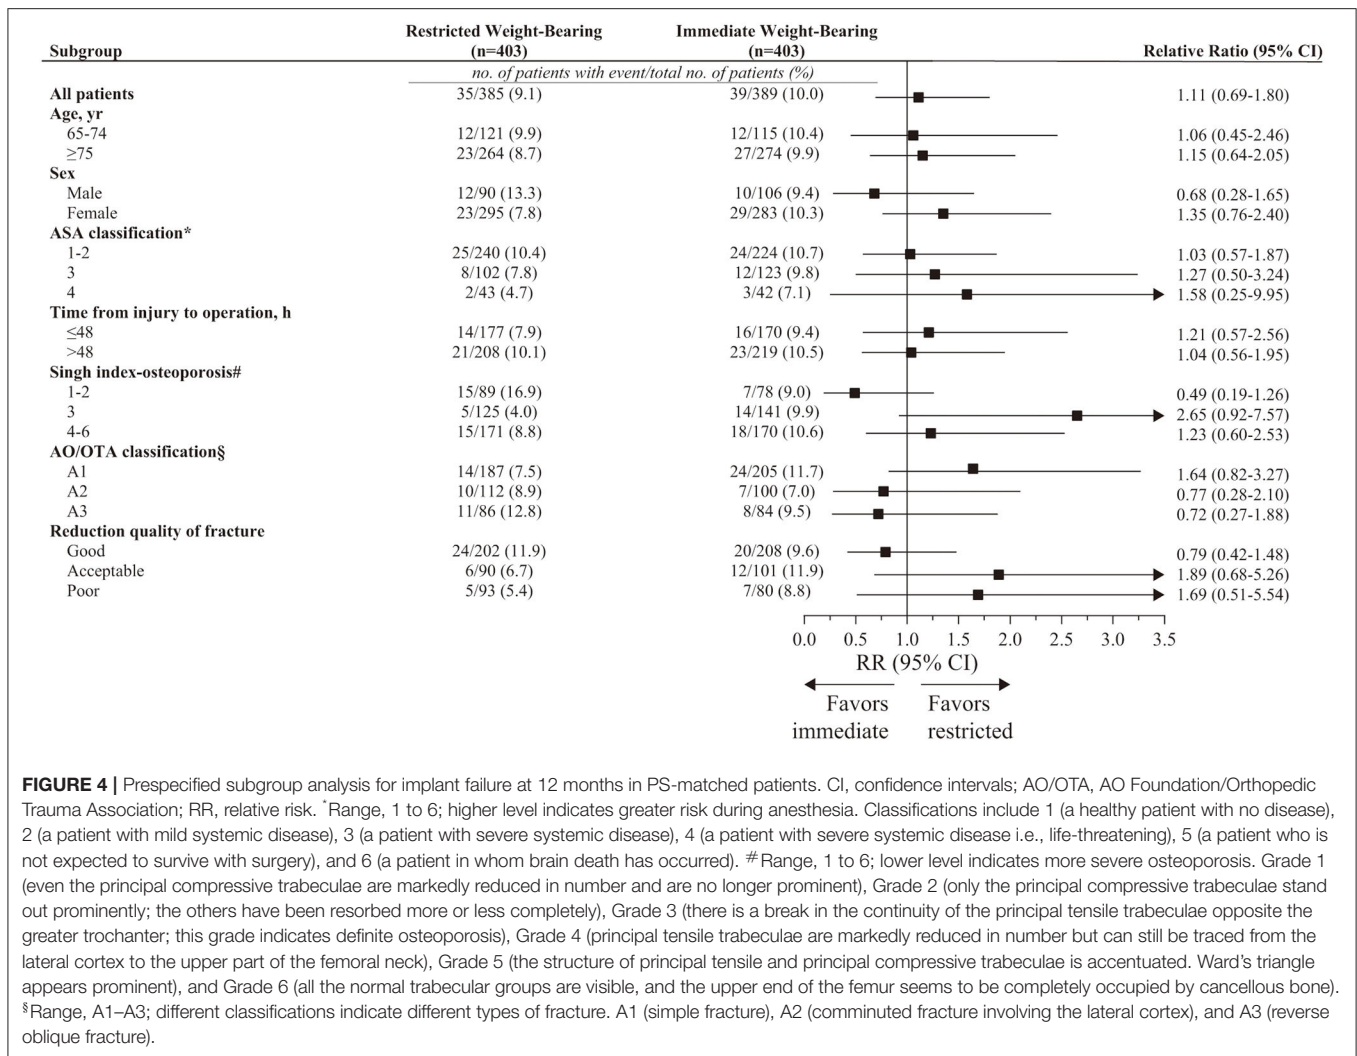 Restricted Weight-Bearing Immediate Weight-Bearing
Subgroup (n=403) (n=403) Relative Ratio (95% CI)
no. of patients with event/total no. of patients (%)
All patients 35/385 (9.1) 39/389 (10.0) 1.11 (0.69-1.80)
Age, yr
65-74 12/121 (9.9) 12/115 (10.4) 1.06 (0.45-2.46)
≥75 23/264 (8.7) 27/274 (9.9) 1.15 (0.64-2.05)
Sex
Male 12/90 (13.3) 10/106 (9.4) 0.68 (0.28-1.65)
Female 23/295 (7.8) 29/283 (10.3) 1.35 (0.76-2.40)
ASA classification*
1-2 25/240 (10.4) 24/224 (10.7) 1.03 (0.57-1.87)
3 8/102 (7.8) 12/123 (9.8) 1.27 (0.50-3.24)
4 2/43 (4.7) 3/42 (7.1) 1.58 (0.25-9.95)
Time from injury to operation, h
≤48 14/177 (7.9) 16/170 (9.4) 1.21 (0.57-2.56)
>48 21/208 (10.1) 23/219 (10.5) 1.04 (0.56-1.95)
Singh index-osteoporosis#
1-2 15/89 (16.9) 7/78 (9.0) 0.49 (0.19-1.26)
3 5/125 (4.0) 14/141 (9.9) 2.65 (0.92-7.57)
4-6 15/171 (8.8) 18/170 (10.6) 1.23 (0.60-2.53)
AO/OTA classification§
A1 14/187 (7.5) 24/205 (11.7) 1.64 (0.82-3.27)
A2 10/112 (8.9) 7/100 (7.0) 0.77 (0.28-2.10)
A3 11/86 (12.8) 8/84 (9.5) 0.72 (0.27-1.88)
Reduction quality of fracture
Good 24/202 (11.9) 20/208 (9.6) 0.79 (0.42-1.48)
Acceptable 6/90 (6.7) 12/101 (11.9) 1.89 (0.68-5.26)
Poor 5/93 (5.4) 7/80 (8.8) 1.69 (0.51-5.54)
0.0 0.5 1.0 1.5 2.0 2.5 3.0 3.5
RR (95% CI)
Favors Favors
immediate restricted
FIGURE 4 | Prespecified subgroup analysis for implant failure at 12 months in PS-matched patients. CI, confidence intervals; AO/OTA, AO Foundation/Orthopedic
Trauma Association; RR, relative risk. *Range, 1 to 6; higher level indicates greater risk during anesthesia. Classifications include 1 (a healthy patient with no disease),
2 (a patient with mild systemic disease), 3 (a patient with severe systemic disease), 4 (a patient with severe systemic disease i.e., life-threatening), 5 (a patient who is
not expected to survive with surgery), and 6 (a patient in whom brain death has occurred). #Range, 1 to 6; lower level indicates more severe osteoporosis. Grade 1
(even the principal compressive trabeculae are markedly reduced in number and are no longer prominent), Grade 2 (only the principal compressive trabeculae stand
out prominently; the others have been resorbed more or less completely), Grade 3 (there is a break in the continuity of the principal tensile trabeculae opposite the
greater trochanter; this grade indicates definite osteoporosis), Grade 4 (principal tensile trabeculae are markedly reduced in number but can still be traced from the
lateral cortex to the upper part of the femoral neck), Grade 5 (the structure of principal tensile and principal compressive trabeculae is accentuated. Ward's triangle
appears prominent), and Grade 6 (all the normal trabecular groups are visible, and the upper end of the femur seems to be completely occupied by cancellous bone).
§Range, A1–A3; different classifications indicate different types of fracture. A1 (simple fracture), A2 (comminuted fracture involving the lateral cortex), and A3 (reverse
oblique fracture).